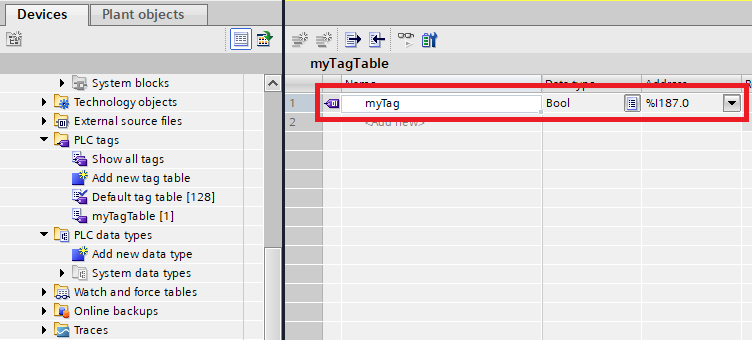 Devices
Plant objects
System blocks
Technology objects
External source files
PLC tags
Show all tags
Add new tag table
Default tag table [128]
myTagTable [1]
PLC data types
Add new data type
System data types
Watch and force tables
Online backups
Traces
myTagTable
Name Data type Address R
1 myTag Bool %I187.0
2 <Add new>